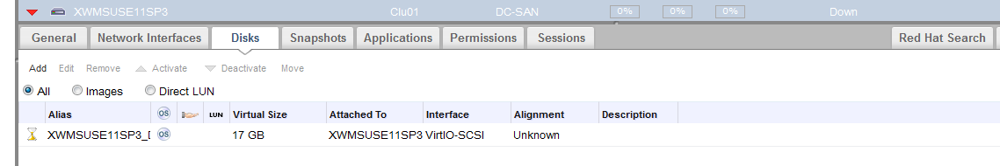 XWMSUSE11SP3 Clu01 DC-SAN 0% 0% 0% Down
General Network Interfaces Disks Snapshots Applications Permissions Sessions Red Hat Search
Add Edit Remove Activate Deactivate Move
All Images Direct LUN
Alias OS LUN Virtual Size Attached To Interface Alignment Description
XWMSUSE11SP3_ OS 17 GB XWMSUSE11SP3 VirtIO-SCSI Unknown